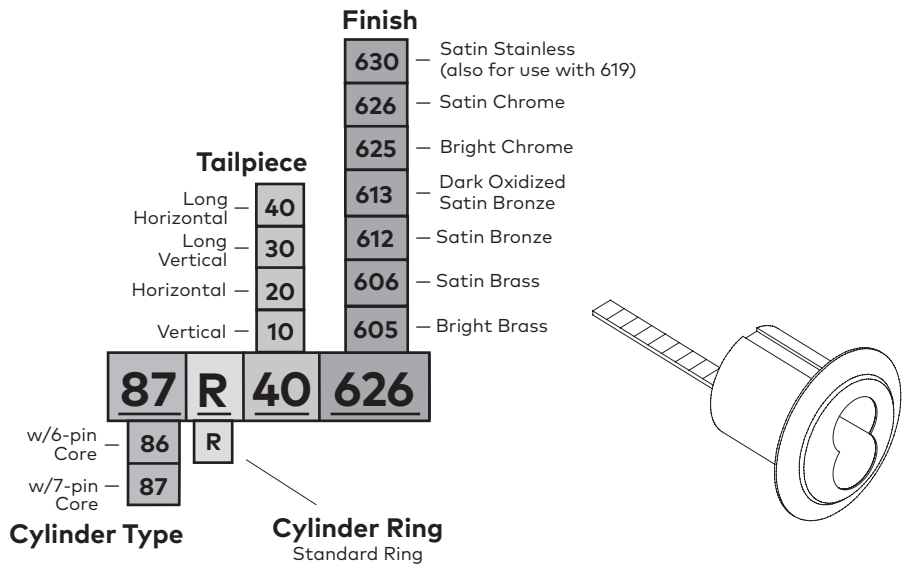 Finish
630
Satin Stainless
(also for use with 619)
626
Satin Chrome
625
Bright Chrome
613
Dark Oxidized
Satin Bronze
612
Satin Bronze
606
Satin Brass
605
Bright Brass
Tailpiece
Long
Horizontal
40
Long
Vertical
30
Horizontal
20
Vertical
10
87 R 40 626
w/6-pin
Core
86
R
w/7-pin
Core
87
Cylinder Type
Cylinder Ring
Standard Ring